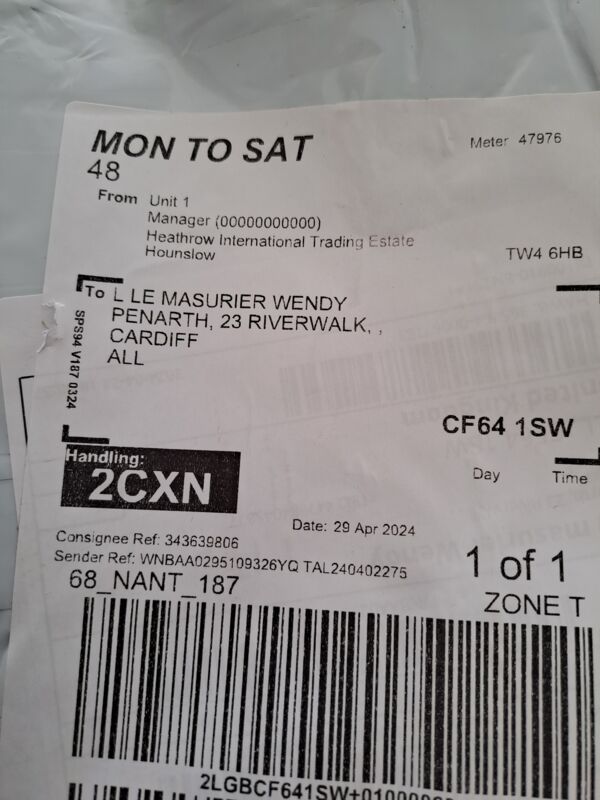 MON TO SAT
Meter 47976
48
From Unit 1
Manager (00000000000)
Heathrow International Trading Estate
Hounslow
TW4 6HB
To L LE MASURIER WENDY
PENARTH, 23 RIVERWALK, ,
CARDIFF
ALL
SPS94 V187 0324
CF64 1SW
Handling:
2CXN
Day Time
Date: 29 Apr 2024
Consignee Ref: 343639806
Sender Ref: WNBAA0295109326YQ TAL240402275
1 of 1
68_NANT_187
ZONE T